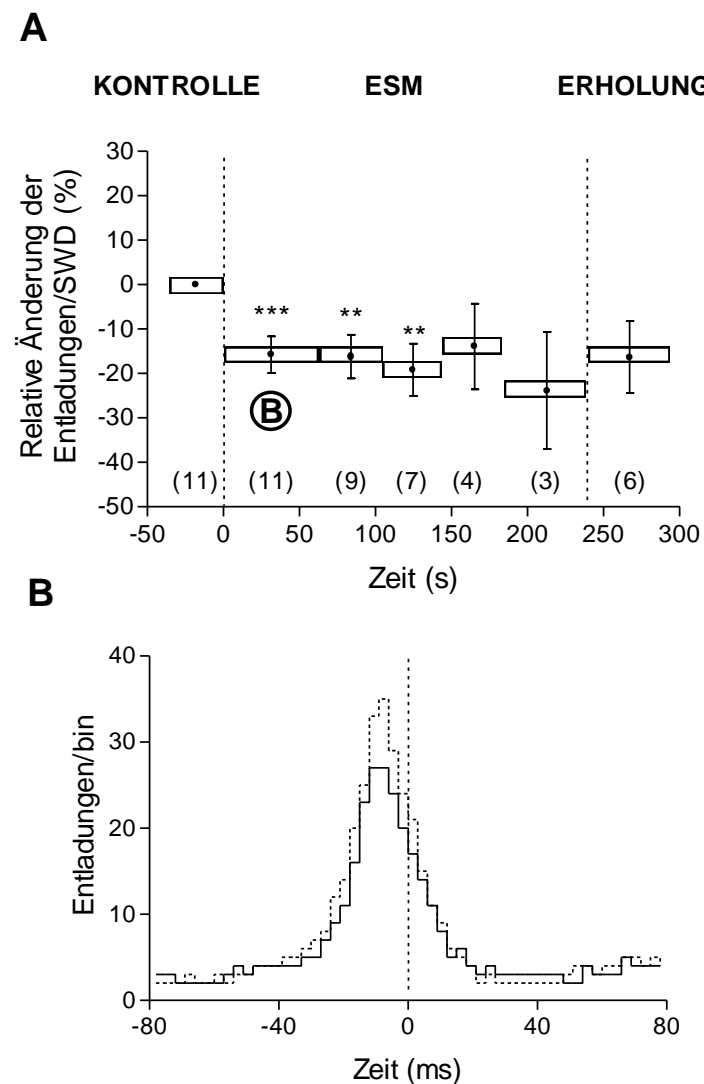 A
KONTROLLE ESM ERHOLUNG
Relative Änderung der
Entladungen/SWD (%)
30
20
10
0
-10
-20
-30
-40
-50
*** ** **
B
(11) (11) (9) (7) (4) (3) (6)
-50 0 50 100 150 200 250 300
Zeit (s)
B
Entladungen/bin
40
30
20
10
0
-80 -40 0 40 80
Zeit (ms)